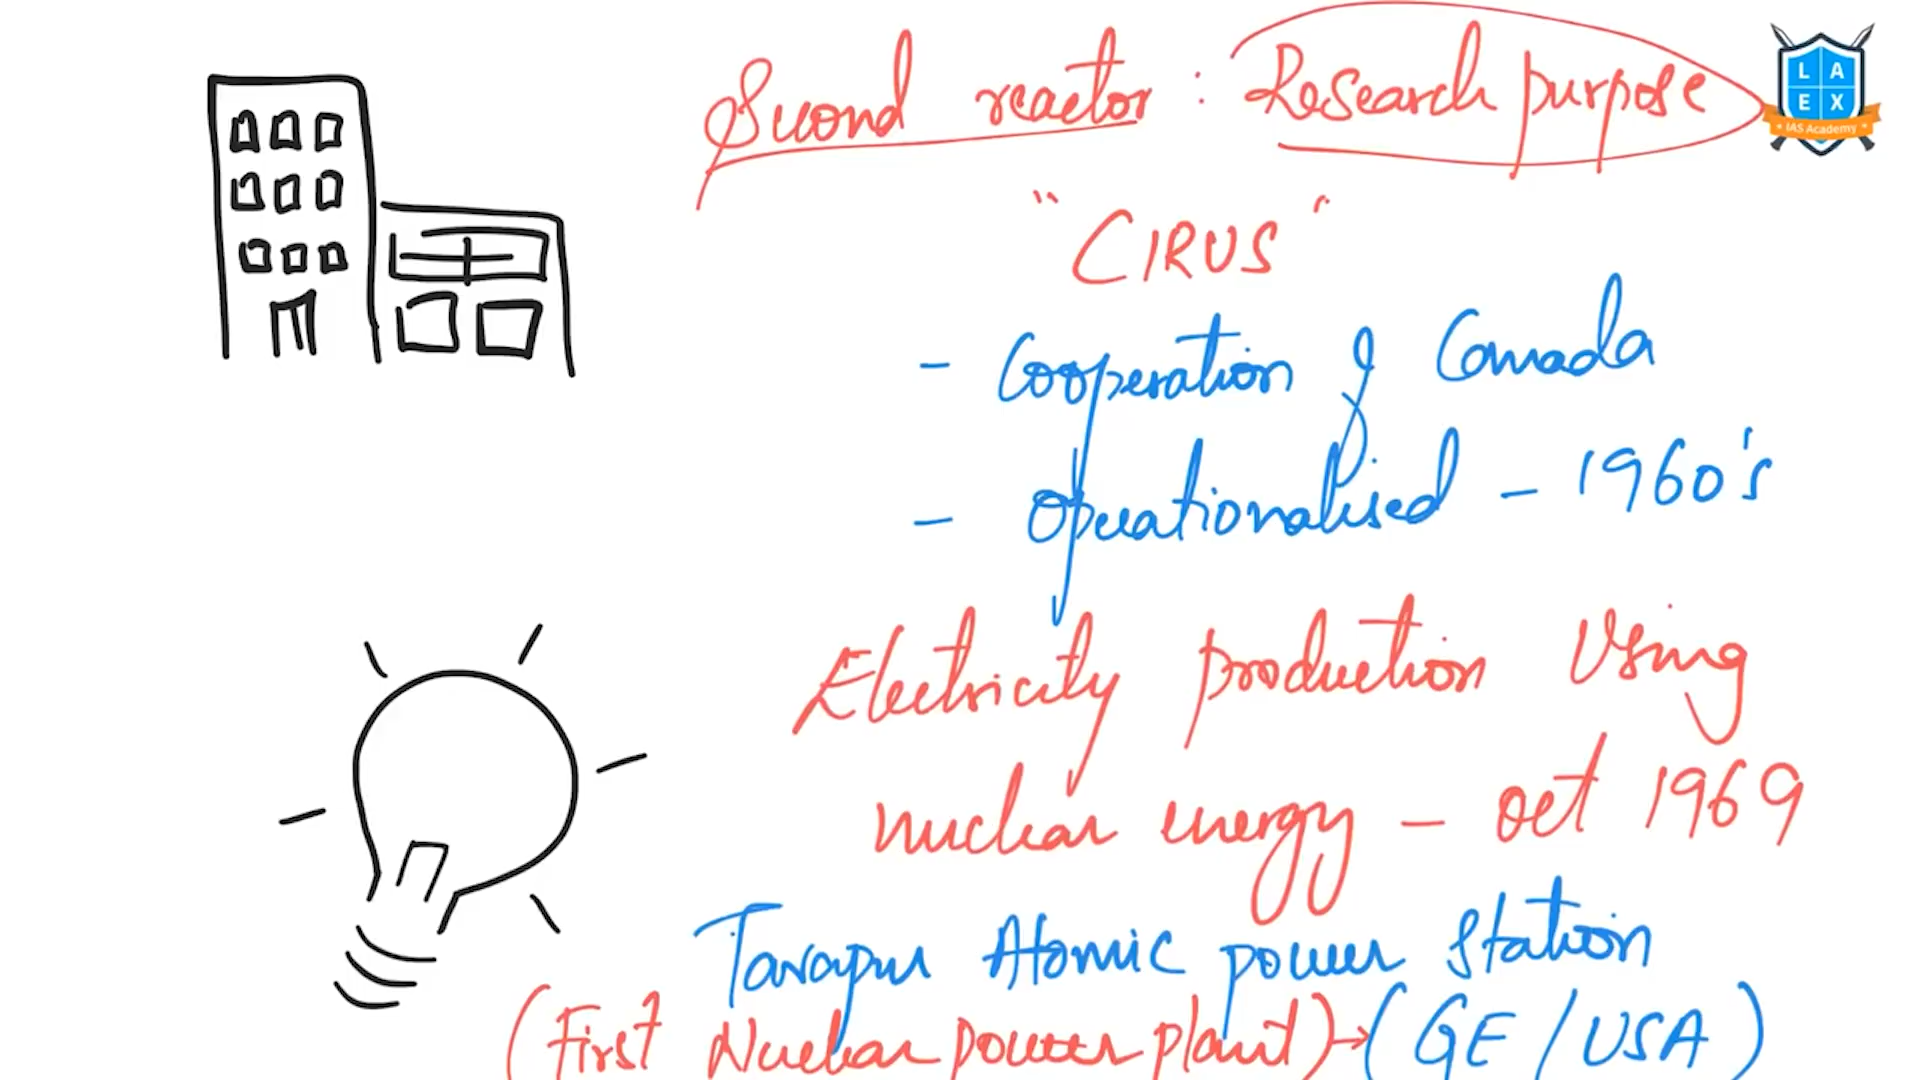 Second reactor : Research purpose
"CIRUS"
- Cooperation of Canada
- Operationalised - 1960's
Electricity production Using
nuclear energy - oct 1969
Tarapur Atomic power station
(First Nuclear power plant) → (GE / USA)
L A
E X
IAS Academy